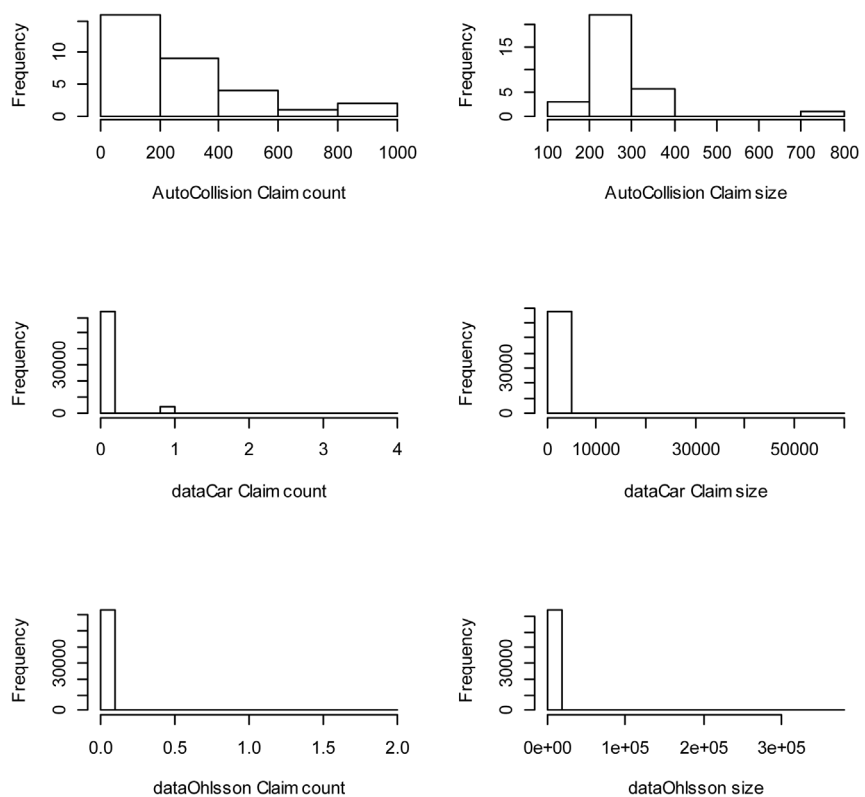 Frequency
0 5 10
0 200 400 600 800 1000
AutoCollision Claim count
Frequency
0 5 15
100 200 300 400 500 600 700 800
AutoCollision Claim size
Frequency
0 30000
0 1 2 3 4
dataCar Claim count
Frequency
0 30000
0 10000 30000 50000
dataCar Claim size
Frequency
0 30000
0.0 0.5 1.0 1.5 2.0
dataOhlsson Claim count
Frequency
0 30000
0e+00 1e+05 2e+05 3e+05
dataOhlsson size